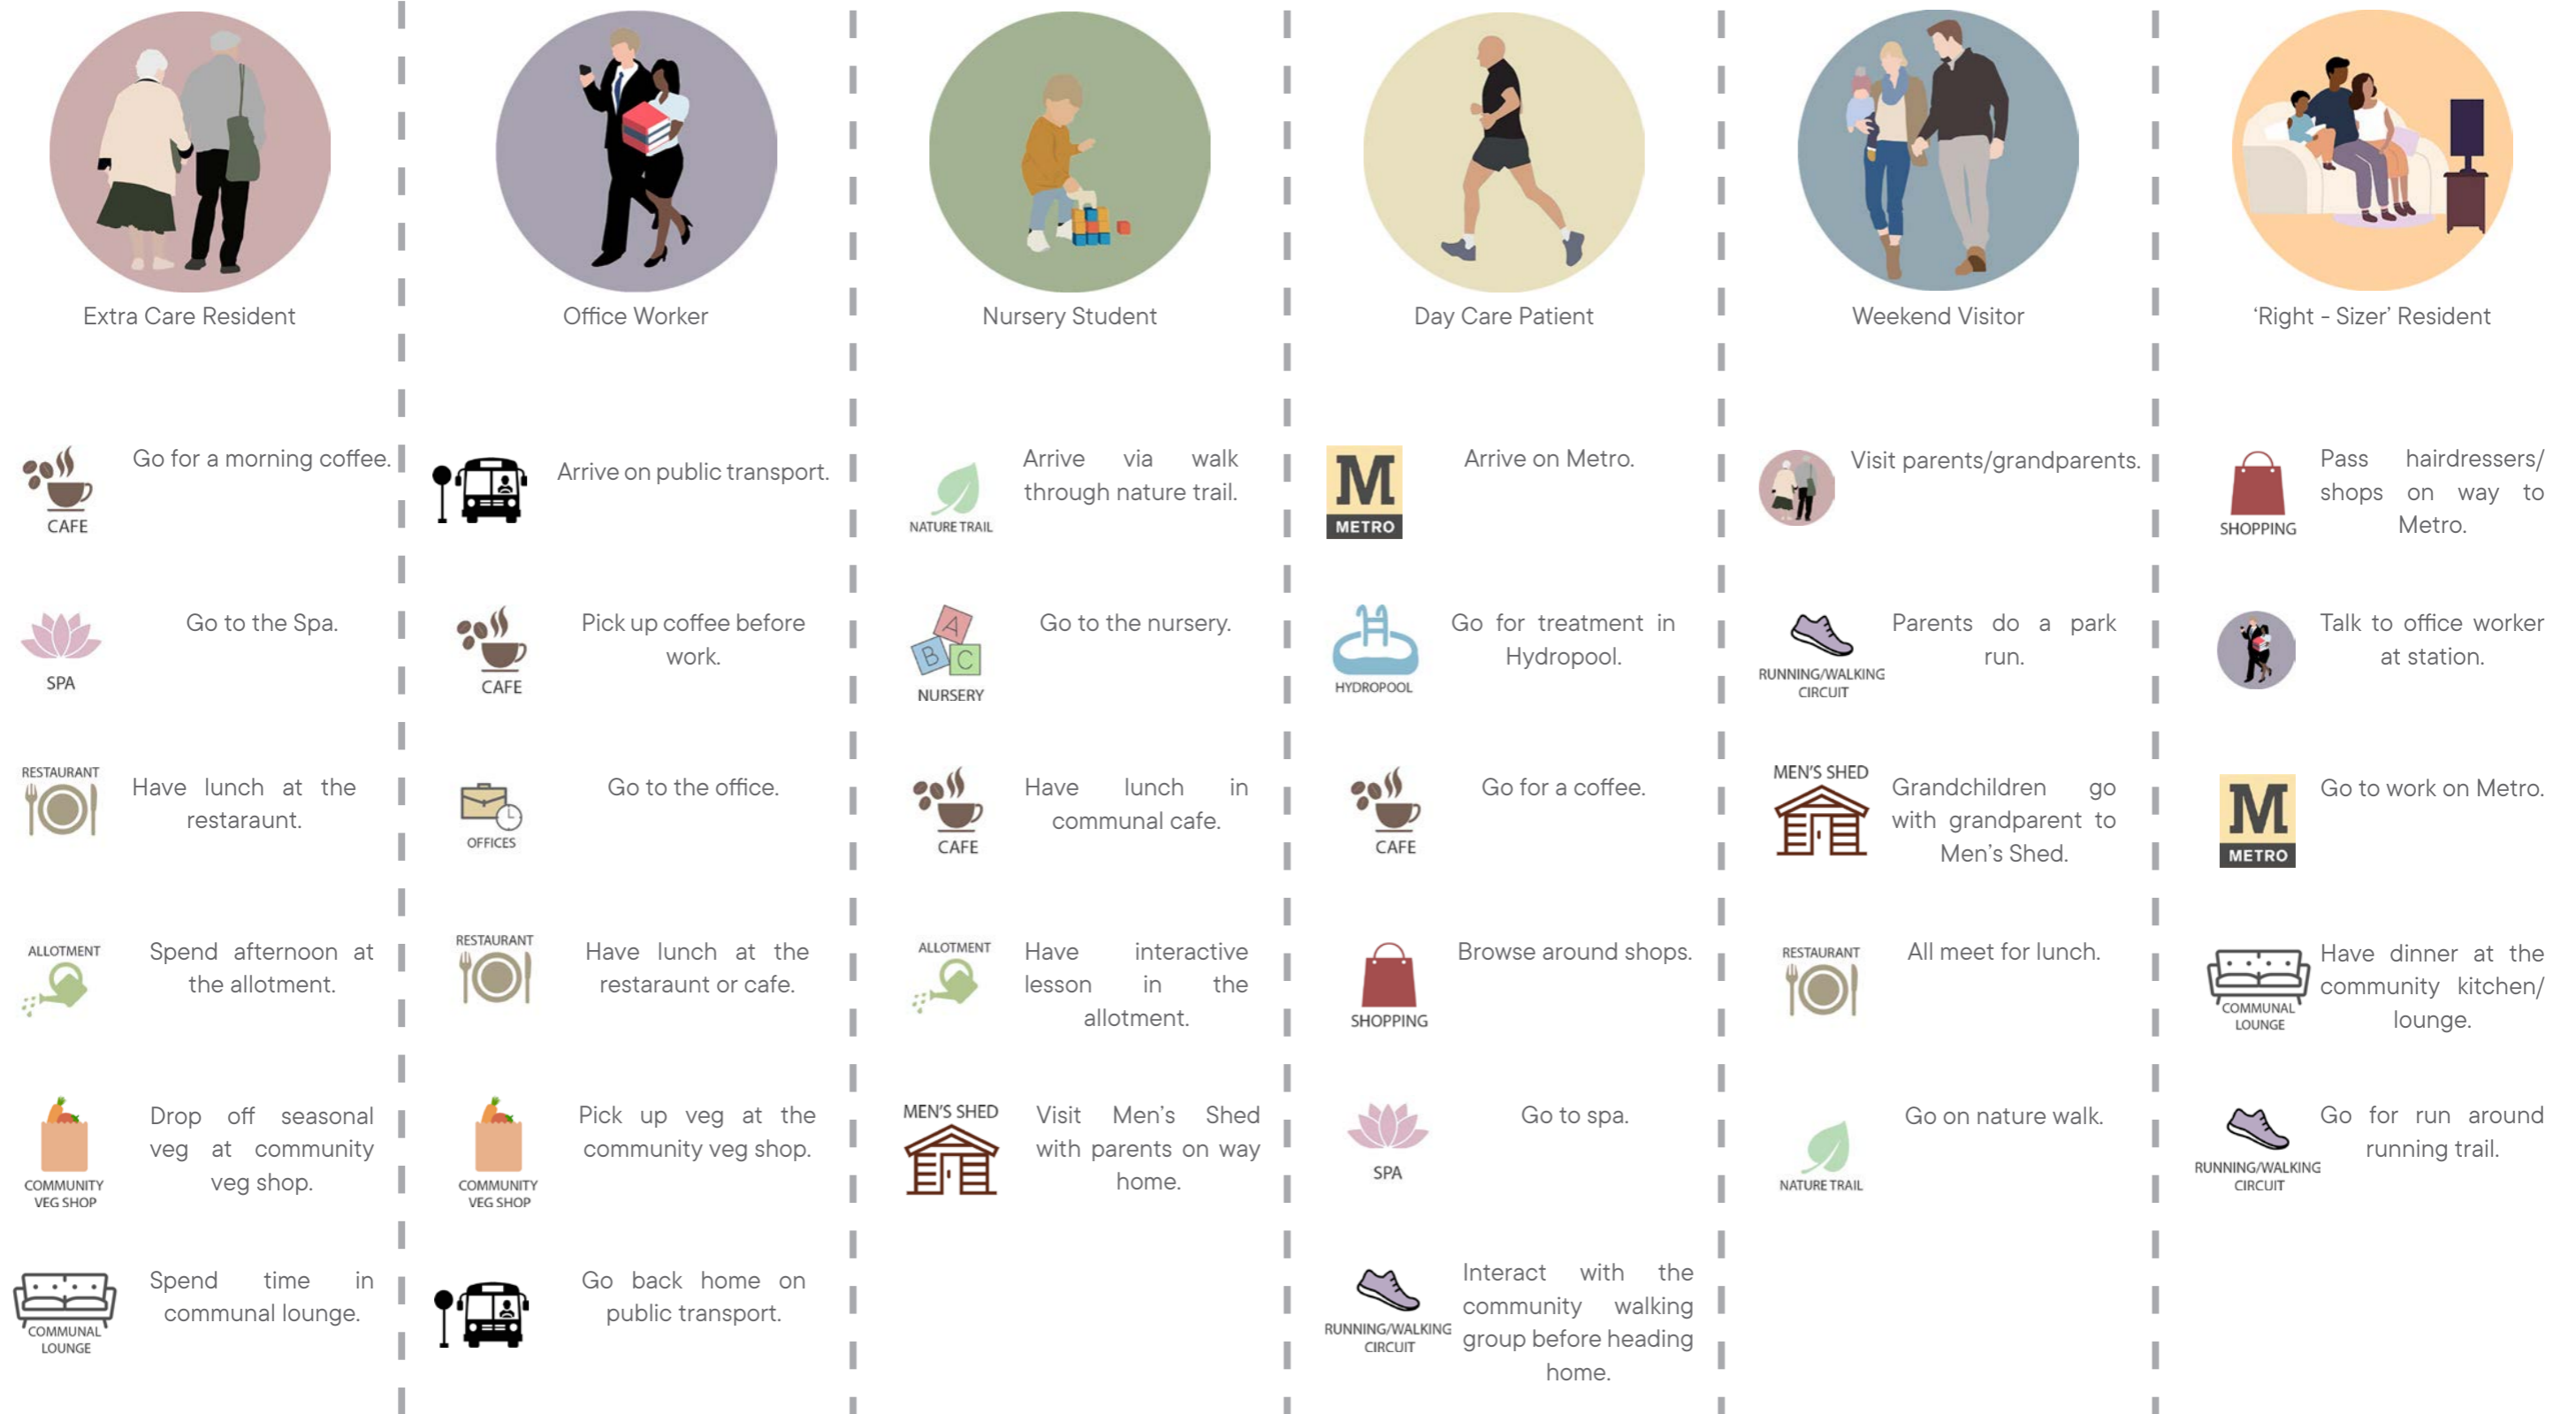 Extra Care Resident
Go for a morning coffee.
CAFE
Go to the Spa.
SPA
RESTAURANT
Have lunch at the
restaraunt.
ALLOTMENT
Spend afternoon at
the allotment.
Drop off seasonal
veg at community
veg shop.
COMMUNITY
VEG SHOP
Spend time in
communal lounge.
COMMUNAL
LOUNGE
Office Worker
Arrive on public transport.
Pick up coffee before
work.
CAFE
Go to the office.
OFFICES
RESTAURANT
Have lunch at the
restaraunt or cafe.
Pick up veg at the
community veg shop.
COMMUNITY
VEG SHOP
Go back home on
public transport.
Nursery Student
Arrive via walk
through nature trail.
NATURE TRAIL
A
B C
Go to the nursery.
NURSERY
Have lunch in
communal cafe.
CAFE
ALLOTMENT
Have interactive
lesson in the
allotment.
MEN'S SHED
Visit Men's Shed
with parents on way
home.
Day Care Patient
M
METRO
Arrive on Metro.
Go for treatment in
Hydropool.
HYDROPOOL
Go for a coffee.
CAFE
Browse around shops.
SHOPPING
Go to spa.
SPA
Interact with the
community walking
group before heading
home.
RUNNING/WALKING
CIRCUIT
Weekend Visitor
Visit parents/grandparents.
Parents do a park
run.
RUNNING/WALKING
CIRCUIT
MEN'S SHED
Grandchildren go
with grandparent to
Men's Shed.
RESTAURANT
All meet for lunch.
Go on nature walk.
NATURE TRAIL
‘Right - Sizer’ Resident
Pass hairdressers/
shops on way to
Metro.
SHOPPING
Talk to office worker
at station.
M
METRO
Go to work on Metro.
Have dinner at the
community kitchen/
lounge.
COMMUNAL
LOUNGE
Go for run around
running trail.
RUNNING/WALKING
CIRCUIT